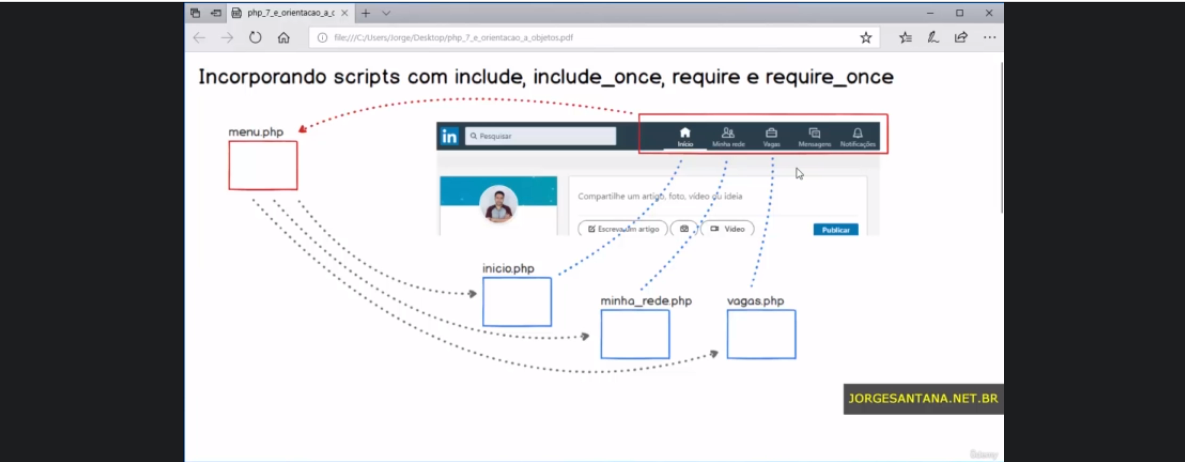 php_7_e_orientacao_a_c
file:///C:/Users/Jorge/Desktop/php_7_e_orientacao_a_objetos.pdf
Incorporando scripts com include, include_once, require e require_once
menu.php
in
Pesquisar
Início
Minha rede
Vagas
Mensagens
Notificações
Compartilhe um artigo, foto, vídeo ou ideia
Escreva um artigo
Vídeo
Publicar
inicio.php
minha_rede.php
vagas.php
JORGESANTANA.NET.BR
Udemy